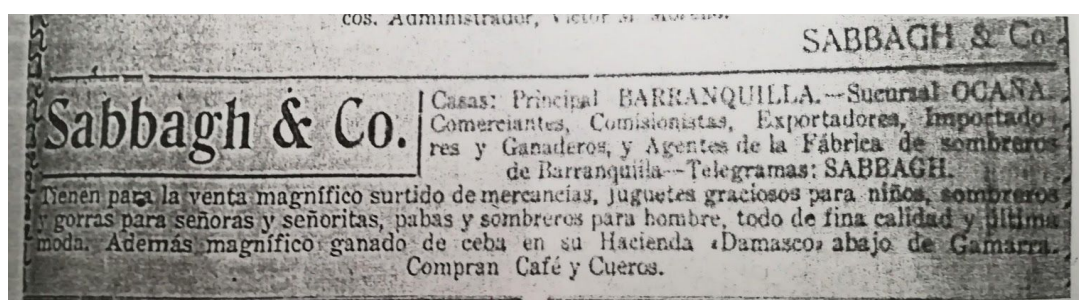 cos. Administrador, Victor M. Moreno.
SABBAGH & Co
Sabbagh & Co.
Casas: Principal BARRANQUILLA.—Sucursal OCAÑA.
Comerciantes, Comisionistas, Exportadores, Importado-
res y Ganaderos, y Agentes de la Fábrica de sombreros
de Barranquilla—Telegramas: SABBAGH.
Tienen para la venta magnífico surtido de mercancías, juguetes graciosos para niños, sombreros
y gorras para señoras y señoritas, pabas y sombreros para hombre, todo de fina calidad y última
moda. Además magnífico ganado de ceba en su Hacienda «Damasco» abajo de Gamarra.
Compran Café y Cueros.